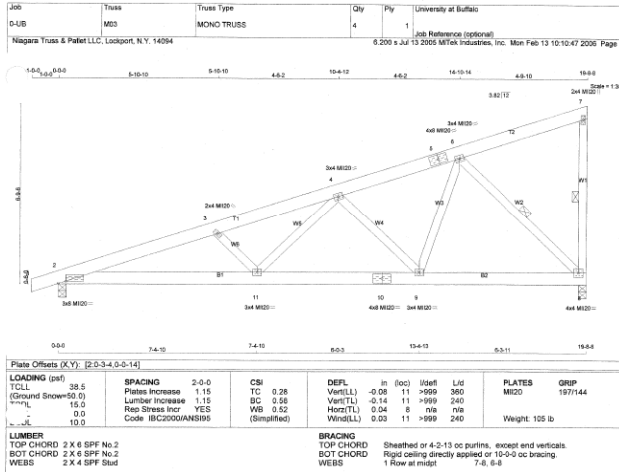 Job Truss Truss Type Qty Ply University at Buffalo
0-UB M03 MONO TRUSS 4 1
Job Reference (optional)
Niagara Truss & Pallet LLC, Lockport, N.Y. 14094 6.200 s Jul 13 2005 MiTek Industries, Inc. Mon Feb 13 10:10:47 2006 Page
-1-0-0 0-0-0 5-10-10 10-4-12 14-10-14 19-8-8
1-0-0 5-10-10 4-6-2 4-6-2 4-9-10
Scale = 1:3
3.82 12
2x4 MII20
7
3x4 MII20
4x8 MII20
T2
5 6
3x4 MII20
4
2x4 MII20
3 T1
W1
W5 W6 W4 W3 W2
2
B1 B2
3x8 MII20
11
3x4 MII20
10
4x8 MII20
9
3x4 MII20
8
4x4 MII20
0-0-0 7-4-10 13-4-13 19-8-8
7-4-10 6-0-3 6-3-11
Plate Offsets (X,Y): [2:0-3-4,0-0-14]
LOADING (psf)
TCLL 38.5
(Ground Snow=50.0)
15.0
0.0
10.0
SPACING 2-0-0
Plates Increase 1.15
Lumber Increase 1.15
Rep Stress Incr YES
Code IBC2000/ANSI95
CSI
TC 0.28
BC 0.58
WB 0.52
(Simplified)
DEFL in (loc) l/defl L/d
Vert(LL) -0.08 11 >999 360
Vert(TL) -0.14 11 >999 240
Horz(TL) 0.04 8 n/a n/a
Wind(LL) 0.03 11 >999 240
PLATES GRIP
MII20 197/144
Weight: 105 lb
LUMBER
TOP CHORD 2 X 6 SPF No.2
BOT CHORD 2 X 6 SPF No.2
WEBS 2 X 4 SPF Stud
BRACING
TOP CHORD Sheathed or 4-2-13 oc purlins, except end verticals.
BOT CHORD Rigid ceiling directly applied or 10-0-0 oc bracing.
WEBS 1 Row at midpt 7-8, 6-8